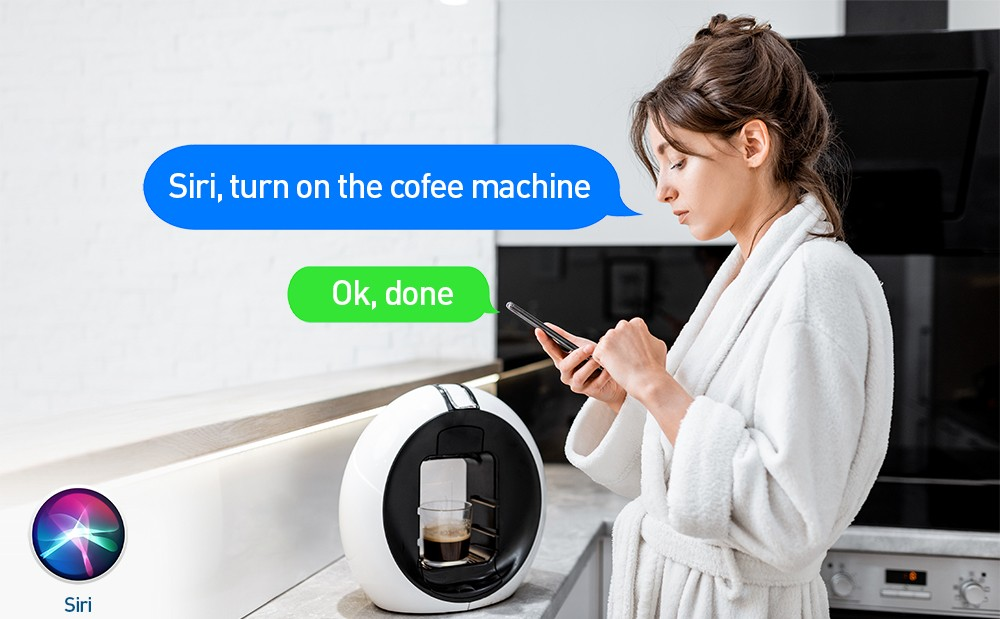 Siri, turn on the cofee machine
Ok, done
Siri